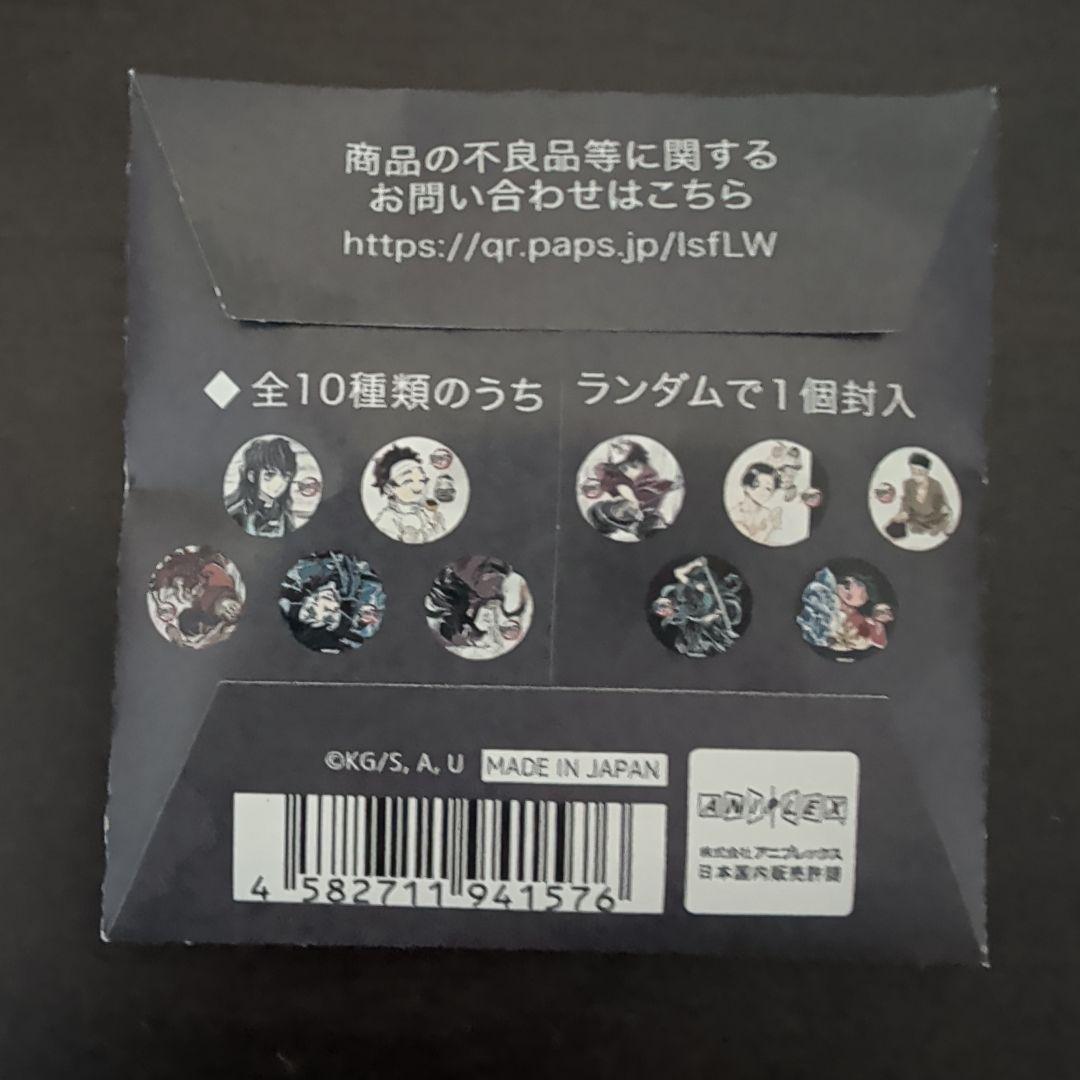 商品の不良品等に関する
お問い合わせはこちら
https://qr.paps.jp/IsfLW
◆ 全10種類のうち ランダムで1個封入
©KG/S, A, U MADE IN JAPAN
ANIPLEX
株式会社アニプレックス
日本国内販売許諾
4 582711 941576